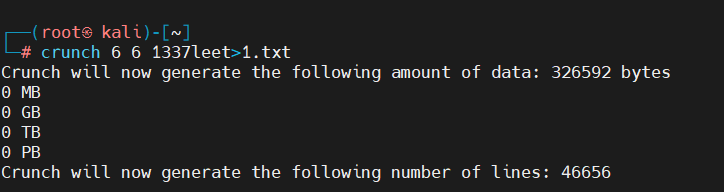 ┌──(root㉿ kali)-[~]
└─# crunch 6 6 1337leet>1.txt
Crunch will now generate the following amount of data: 326592 bytes
0 MB
0 GB
0 TB
0 PB
Crunch will now generate the following number of lines: 46656